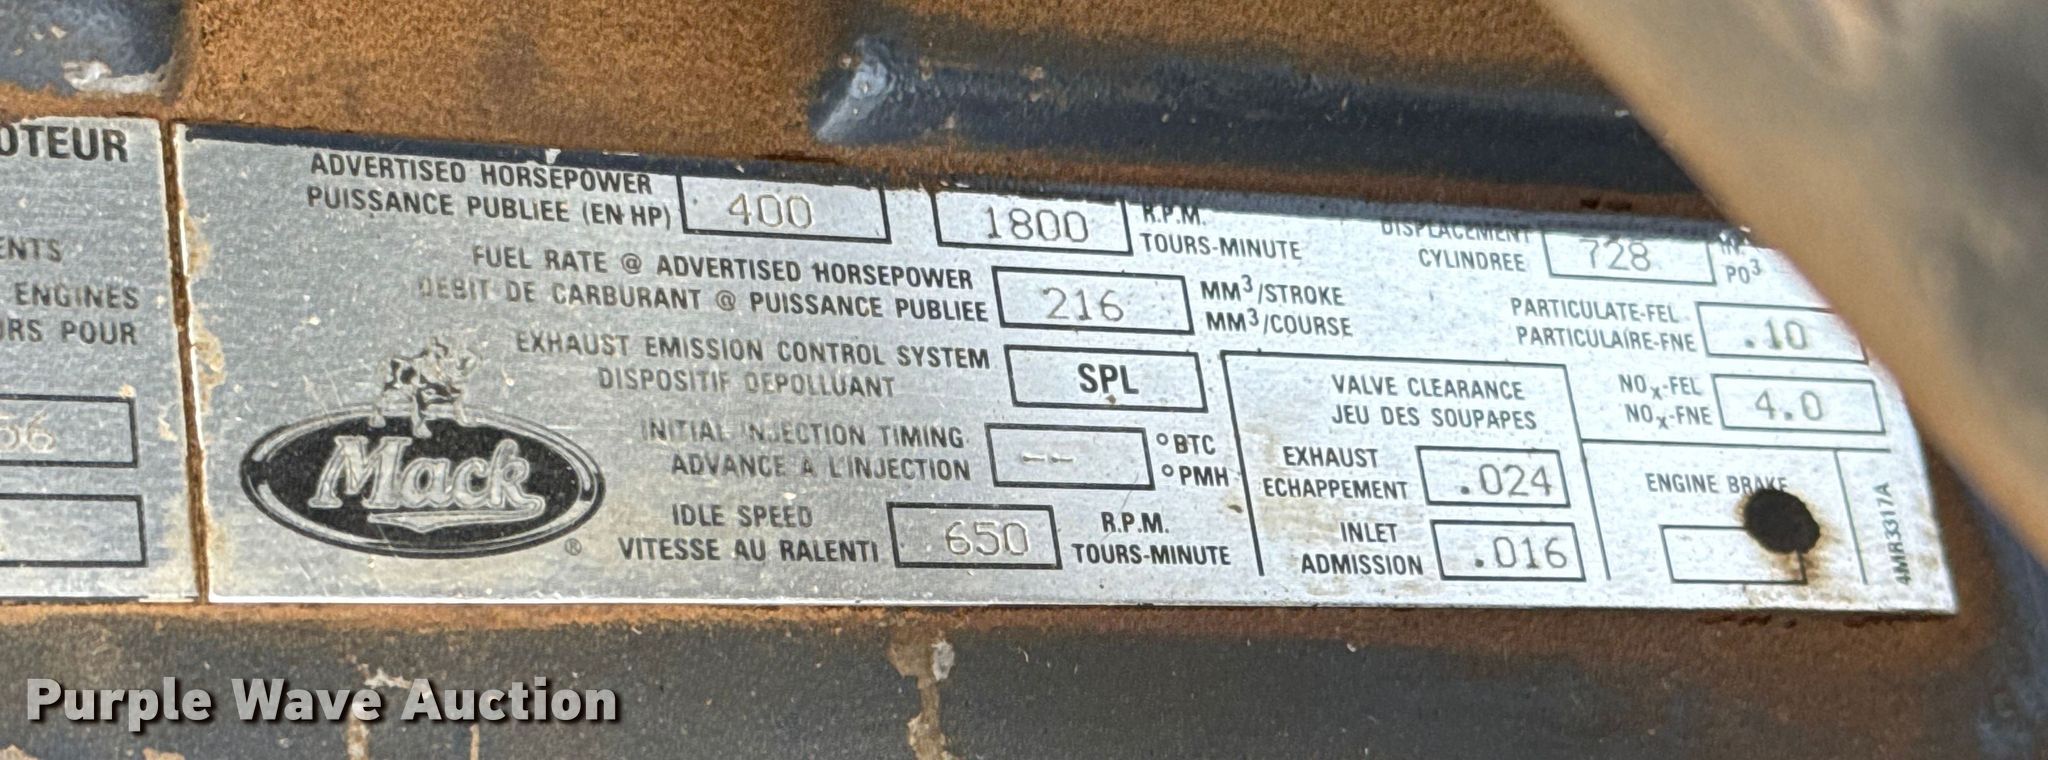 OTEUR
ENTS
ENGINES
RS POUR
56
ADVERTISED HORSEPOWER
PUISSANCE PUBLIEE (EN HP) 400 1800 R.P.M.
TOURS-MINUTE
DISPLACEMENT
CYLINDREE 728 IN.
PO³
FUEL RATE @ ADVERTISED HORSEPOWER
DEBIT DE CARBURANT @ PUISSANCE PUBLIEE 216 MM³/STROKE
MM³/COURSE
PARTICULATE-FEL
PARTICULAIRE-FNE .10
EXHAUST EMISSION CONTROL SYSTEM
DISPOSITIF DEPOLLUANT SPL
NOx-FEL
NOx-FNE 4.0
INITIAL INJECTION TIMING
ADVANCE A L'INJECTION -- °BTC
°PMH
IDLE SPEED
VITESSE AU RALENTI 650 R.P.M.
TOURS-MINUTE
VALVE CLEARANCE
JEU DES SOUPAPES
EXHAUST
ECHAPPEMENT .024
INLET
ADMISSION .016
ENGINE BRAKE
4MR3317A
Mack
®
Purple Wave Auction